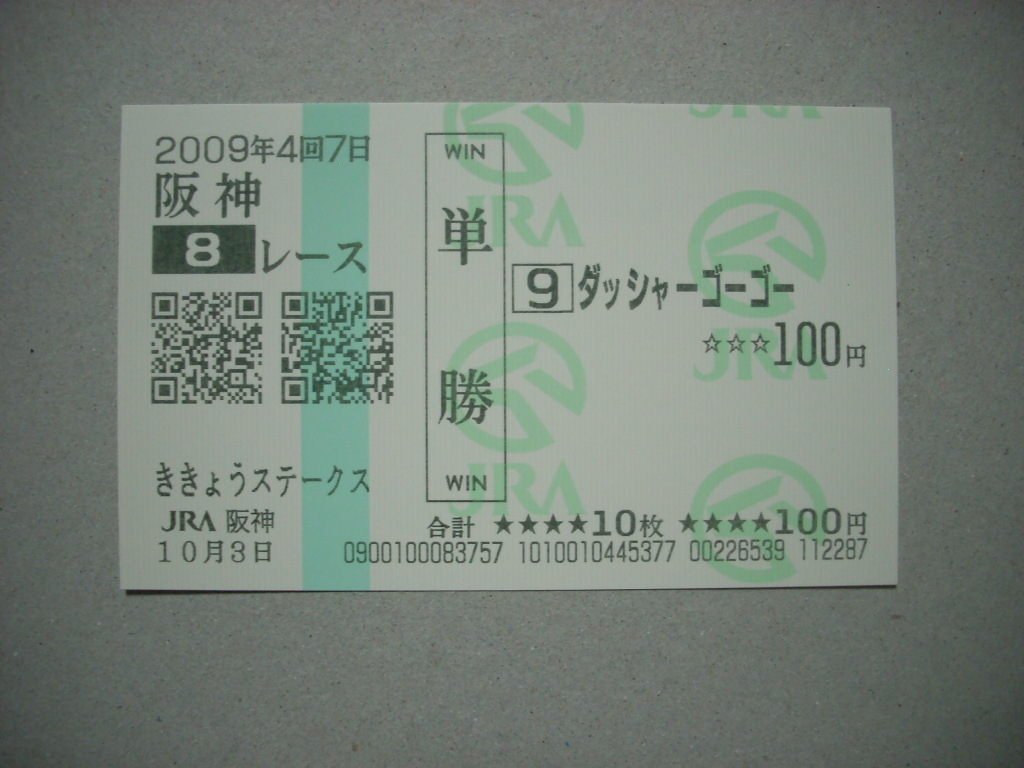 2009年4回7日
阪神
8レース
ききょうステークス
JRA 阪神
10月3日
WIN
単勝
WIN
9 ダッシャーゴーゴー
☆☆☆100円
合計 ★★★★10枚 ★★★★100円
0900100083757 1010010445377 00226539 112287
JRA
JRA
JRA
JRA